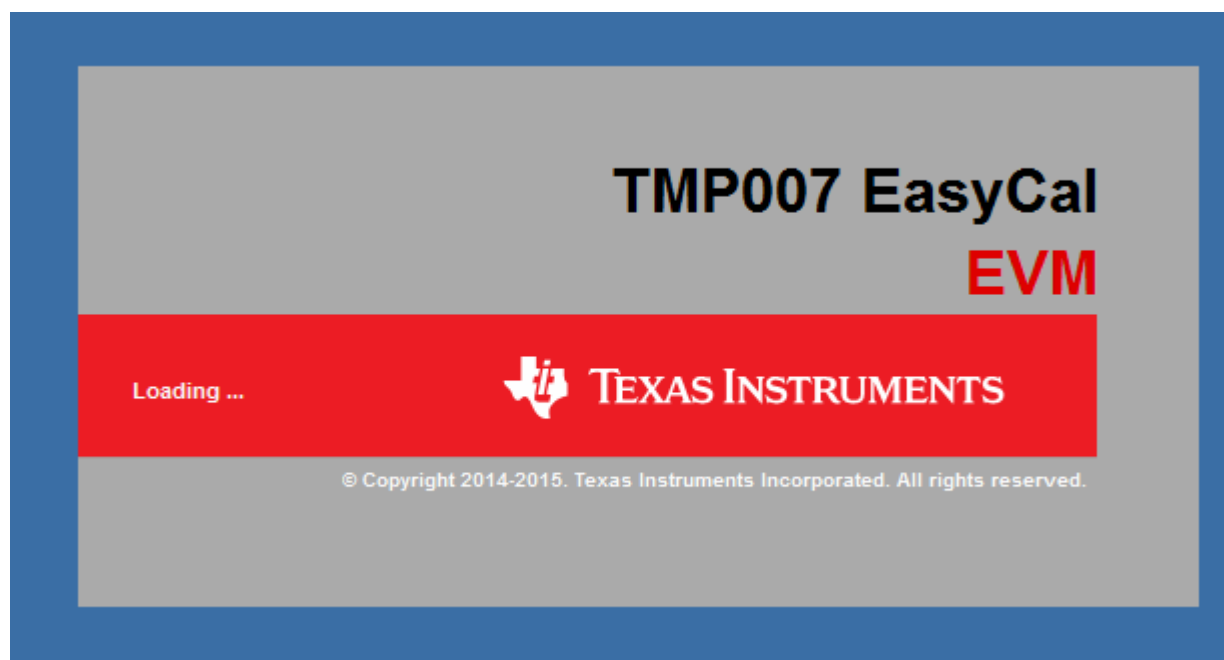 TMP007 EasyCal
EVM
Loading ...
TEXAS INSTRUMENTS
© Copyright 2014-2015. Texas Instruments Incorporated. All rights reserved.